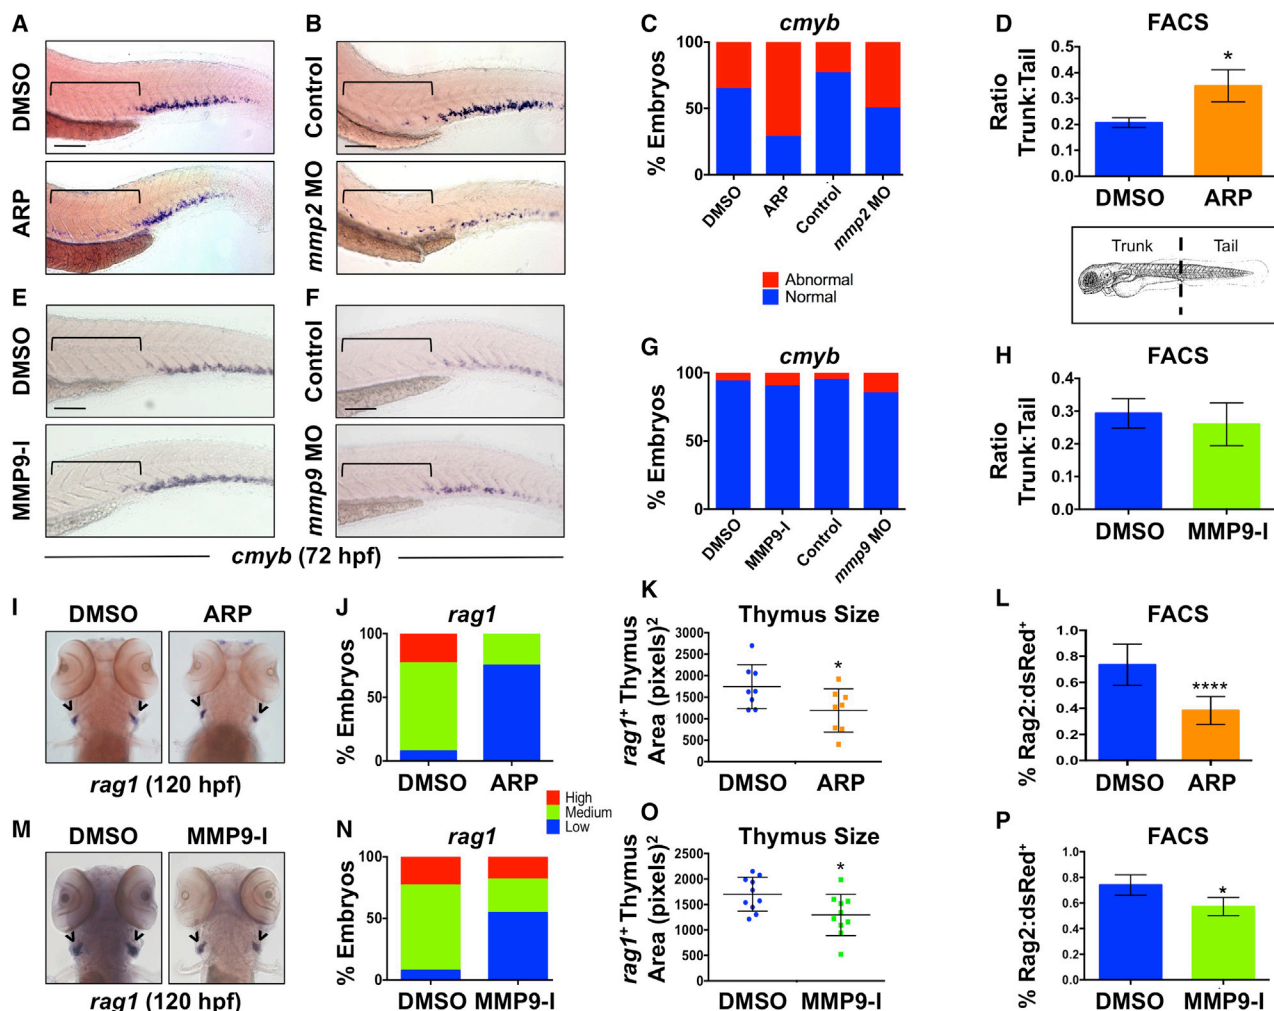 A
DMSO
ARP
B
Control
mmp2 MO
C
cmyb
% Embryos
100
50
0
DMSO
ARP
Control
mmp2 MO
Abnormal
Normal
D
FACS
Ratio
Trunk:Tail
0.5
0.4
0.3
0.2
0.1
0.0
*
DMSO
ARP
Trunk
Tail
E
DMSO
MMP9-I
F
Control
mmp9 MO
cmyb (72 hpf)
G
cmyb
% Embryos
100
50
0
DMSO
MMP9-I
Control
mmp9 MO
H
FACS
Ratio
Trunk:Tail
0.4
0.3
0.2
0.1
0.0
DMSO
MMP9-I
I
DMSO
ARP
rag1 (120 hpf)
J
rag1
% Embryos
100
50
0
DMSO
ARP
High
Medium
Low
K
Thymus Size
rag1+ Thymus
Area (pixels)2
3000
2500
2000
1500
1000
500
0
*
DMSO
ARP
L
FACS
% Rag2:dsRed+
1.0
0.8
0.6
0.4
0.2
0.0
****
DMSO
ARP
M
DMSO
MMP9-I
rag1 (120 hpf)
N
rag1
% Embryos
100
50
0
DMSO
MMP9-I
O
Thymus Size
rag1+ Thymus
Area (pixels)2
2500
2000
1500
1000
500
0
*
DMSO
MMP9-I
P
FACS
% Rag2:dsRed+
1.0
0.8
0.6
0.4
0.2
0.0
*
DMSO
MMP9-I